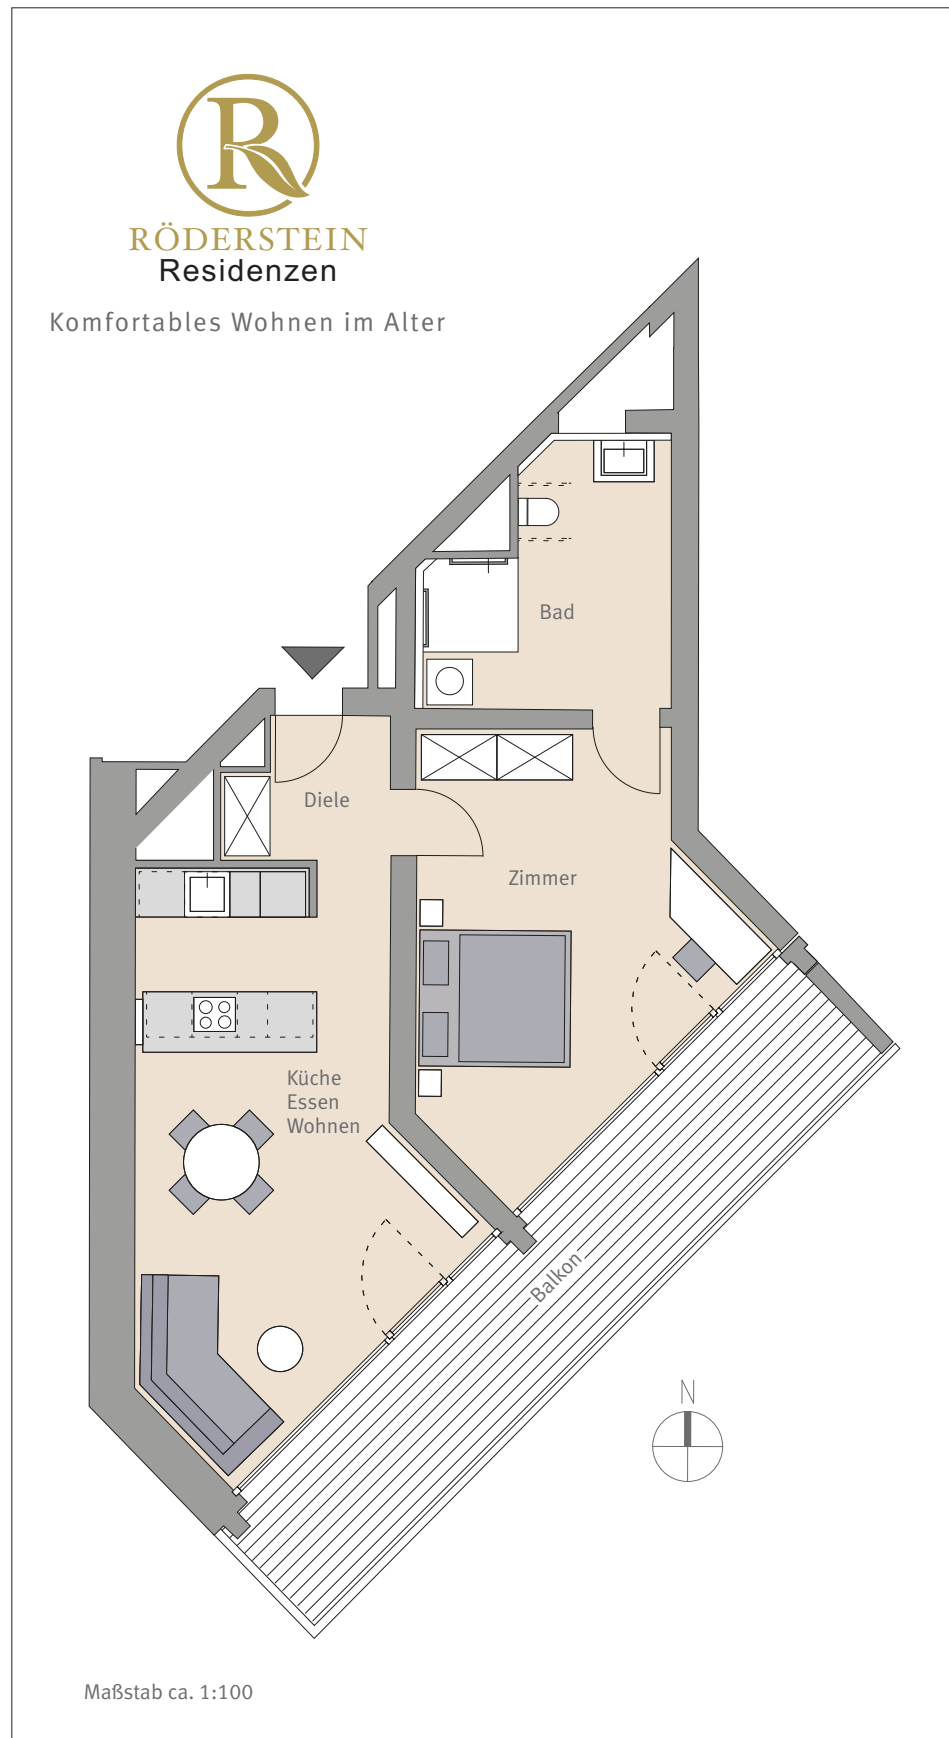 R
RÖDERSTEIN
Residenzen
Komfortables Wohnen im Alter
Bad
Diele
Zimmer
Küche
Essen
Wohnen
Balkon
N
Maßstab ca. 1:100